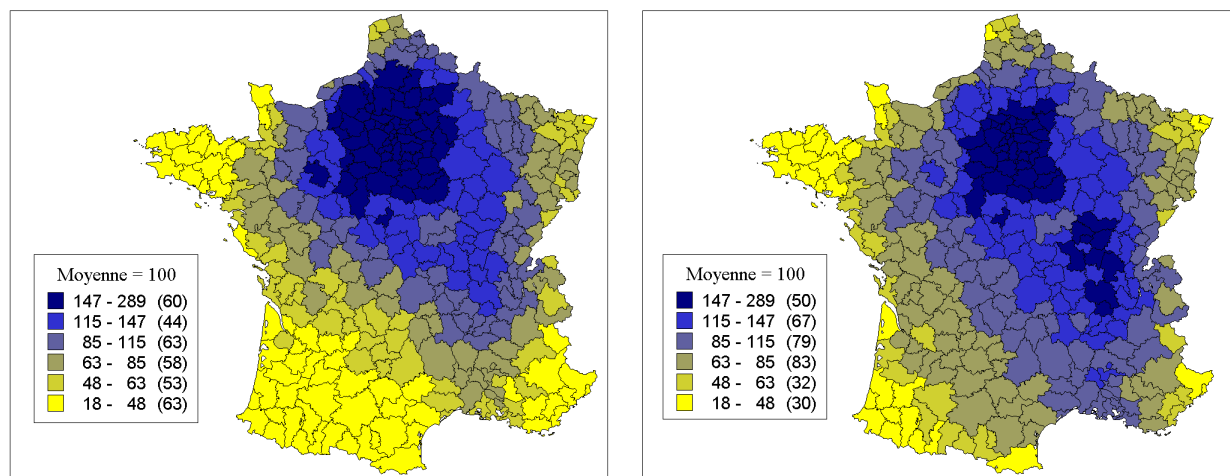 Moyenne = 100
147 - 289 (60)
115 - 147 (44)
85 - 115 (63)
63 - 85 (58)
48 - 63 (53)
18 - 48 (63)
Moyenne = 100
147 - 289 (50)
115 - 147 (67)
85 - 115 (79)
63 - 85 (83)
48 - 63 (32)
18 - 48 (30)